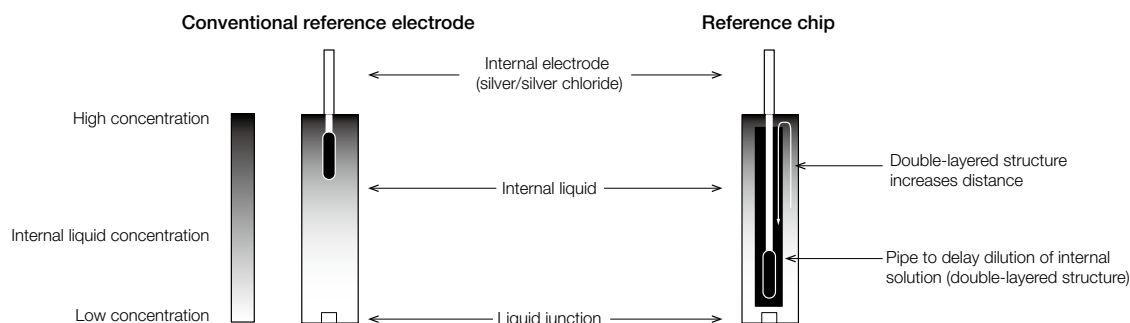 Conventional reference electrode
Reference chip
Internal electrode
(silver/silver chloride)
High concentration
Double-layered structure
increases distance
Internal liquid
Internal liquid concentration
Pipe to delay dilution of internal
solution (double-layered structure)
Low concentration
Liquid junction